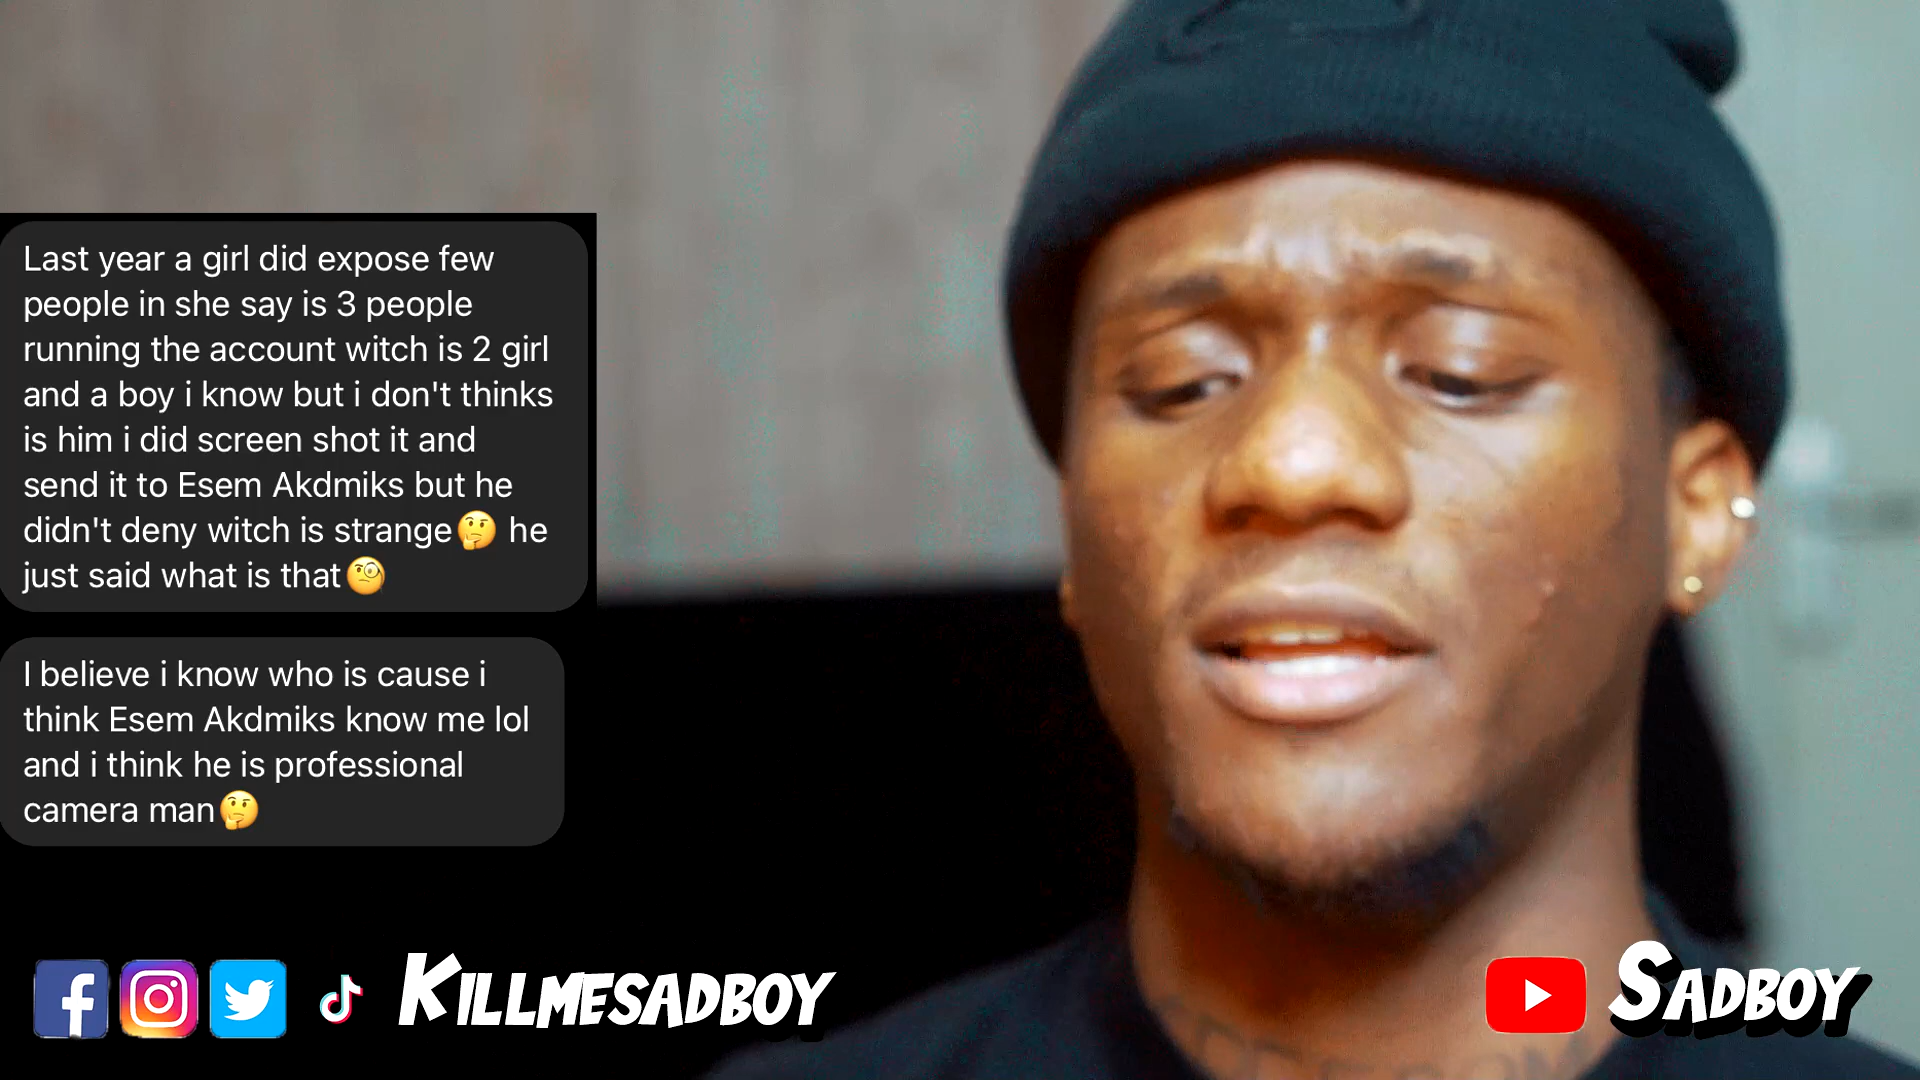 Last year a girl did expose few
people in she say is 3 people
running the account witch is 2 girl
and a boy i know but i don't thinks
is him i did screen shot it and
send it to Esem Akdmiks but he
didn't deny witch is strange🤔 he
just said what is that🧐
I believe i know who is cause i
think Esem Akdmiks know me lol
and i think he is professional
camera man🤔
KILLMESADBOY
SADBOY